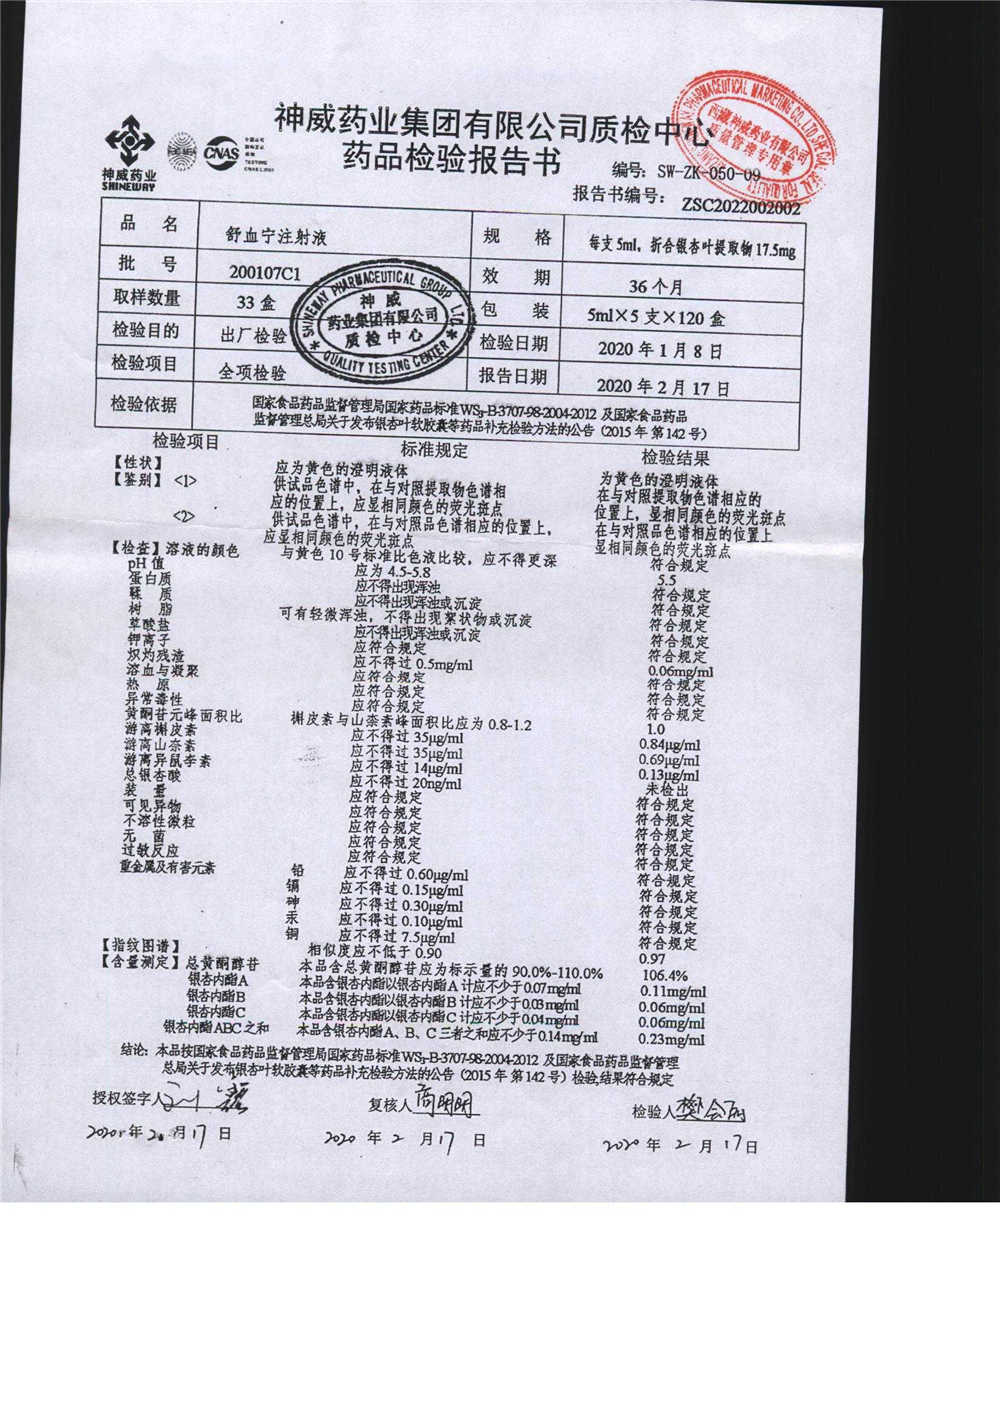 神威药业集团有限公司质检中心
药品检验报告书
神威药业
SHINEWAY
CNAS
TESTING
编号: SW-ZK-050-09
报告书编号: ZSC2022002002
品 名 舒血宁注射液 规 格 每支5ml，折合银杏叶提取物17.5mg
批 号 200107C1 效 期 36个月
取样数量 33盒 包 装 5ml×5支×120盒
检验目的 出厂检验 检验日期 2020年1月8日
检验项目 全项检验 报告日期 2020年2月17日
检验依据 国家食品药品监督管理局国家药品标准WS₃-B-3707-98-2004-2012 及国家食品药品
监督管理总局关于发布银杏叶软胶囊等药品补充检验方法的公告（2015年第142号）
SHINEWAY PHARMACEUTICAL GROUP LTD.
神威
药业集团有限公司
质检中心
QUALITY TESTING CENTER
检验项目 标准规定 检验结果
【性状】 应为黄色的澄明液体 为黄色的澄明液体
【鉴别】<1> 供试品色谱中，在与对照提取物色谱相 在与对照提取物色谱相应的
应的位置上，应显相同颜色的荧光斑点 位置上，显相同颜色的荧光斑点
<2> 供试品色谱中，在与对照品色谱相应的位置上， 在与对照品色谱相应的位置上
应显相同颜色的荧光斑点 显相同颜色的荧光斑点
【检查】溶液的颜色 与黄色10号标准比色液比较，应不得更深 符合规定
pH值 应为4.5-5.8 5.5
蛋白质 应不得出现浑浊 符合规定
鞣 质 应不得出现浑浊或沉淀 符合规定
树 脂 可有轻微浑浊，不得出现絮状物或沉淀 符合规定
草酸盐 应不得出现浑浊或沉淀 符合规定
钾离子 应符合规定 符合规定
炽灼残渣 应不得过0.5mg/ml 0.06mg/ml
溶血与凝聚 应符合规定 符合规定
热 原 应符合规定 符合规定
异常毒性 应符合规定 符合规定
黄酮苷元峰面积比 槲皮素与山柰素峰面积比应为0.8-1.2 1.0
游离槲皮素 应不得过35μg/ml 0.84μg/ml
游离山奈素 应不得过35μg/ml 0.69μg/ml
游离异鼠李素 应不得过14μg/ml 0.13μg/ml
总银杏酸 应不得过20ng/ml 未检出
装 量 应符合规定 符合规定
可见异物 应符合规定 符合规定
不溶性微粒 应符合规定 符合规定
无 菌 应符合规定 符合规定
过敏反应 应符合规定 符合规定
重金属及有害元素 铅 应不得过0.60μg/ml 符合规定
镉 应不得过0.15μg/ml 符合规定
砷 应不得过0.30μg/ml 符合规定
汞 应不得过0.10μg/ml 符合规定
铜 应不得过7.5μg/ml 符合规定
【指纹图谱】 相似度应不低于0.90 0.97
【含量测定】总黄酮醇苷 本品含总黄酮醇苷应为标示量的90.0%-110.0% 106.4%
银杏内酯A 本品含银杏内酯以银杏内酯A计应不少于0.07mg/ml 0.11mg/ml
银杏内酯B 本品含银杏内酯以银杏内酯B计应不少于0.03mg/ml 0.06mg/ml
银杏内酯C 本品含银杏内酯以银杏内酯C计应不少于0.04mg/ml 0.06mg/ml
银杏内酯ABC之和 本品含银杏内酯A、B、C三者之和应不少于0.14mg/ml 0.23mg/ml
结论: 本品按国家食品药品监督管理局国家药品标准WS₃-B-3707-98-2004-2012 及国家食品药品监督管理
总局关于发布银杏叶软胶囊等药品补充检验方法的公告（2015年第142号）检验,结果符合规定
授权签字人 复核人 商明明 检验人 樊会丽
2020年2月17日 2020年2月17日 2020年2月17日